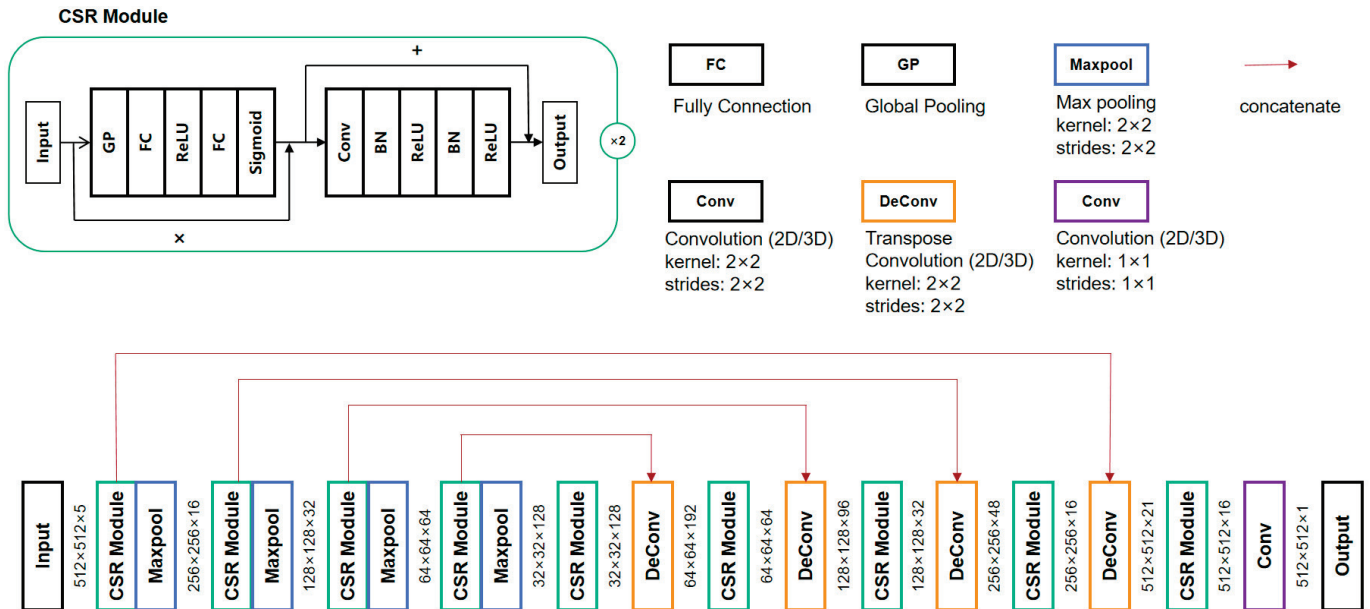 CSR Module
+
Input
GP
FC
ReLU
FC
Sigmoid
Conv
BN
ReLU
BN
ReLU
Output
×
×2
FC
Fully Connection
GP
Global Pooling
Maxpool
Max pooling
kernel: 2×2
strides: 2×2
concatenate
Conv
Convolution (2D/3D)
kernel: 2×2
strides: 2×2
DeConv
Transpose
Convolution (2D/3D)
kernel: 2×2
strides: 2×2
Conv
Convolution (2D/3D)
kernel: 1×1
strides: 1×1
Input
512×512×5
CSR Module
Maxpool
256×256×16
CSR Module
Maxpool
128×128×32
CSR Module
Maxpool
64×64×64
CSR Module
Maxpool
32×32×128
CSR Module
32×32×128
DeConv
64×64×192
CSR Module
64×64×64
DeConv
128×128×96
CSR Module
128×128×32
DeConv
256×256×48
CSR Module
256×256×16
DeConv
512×512×21
CSR Module
512×512×16
Conv
512×512×1
Output